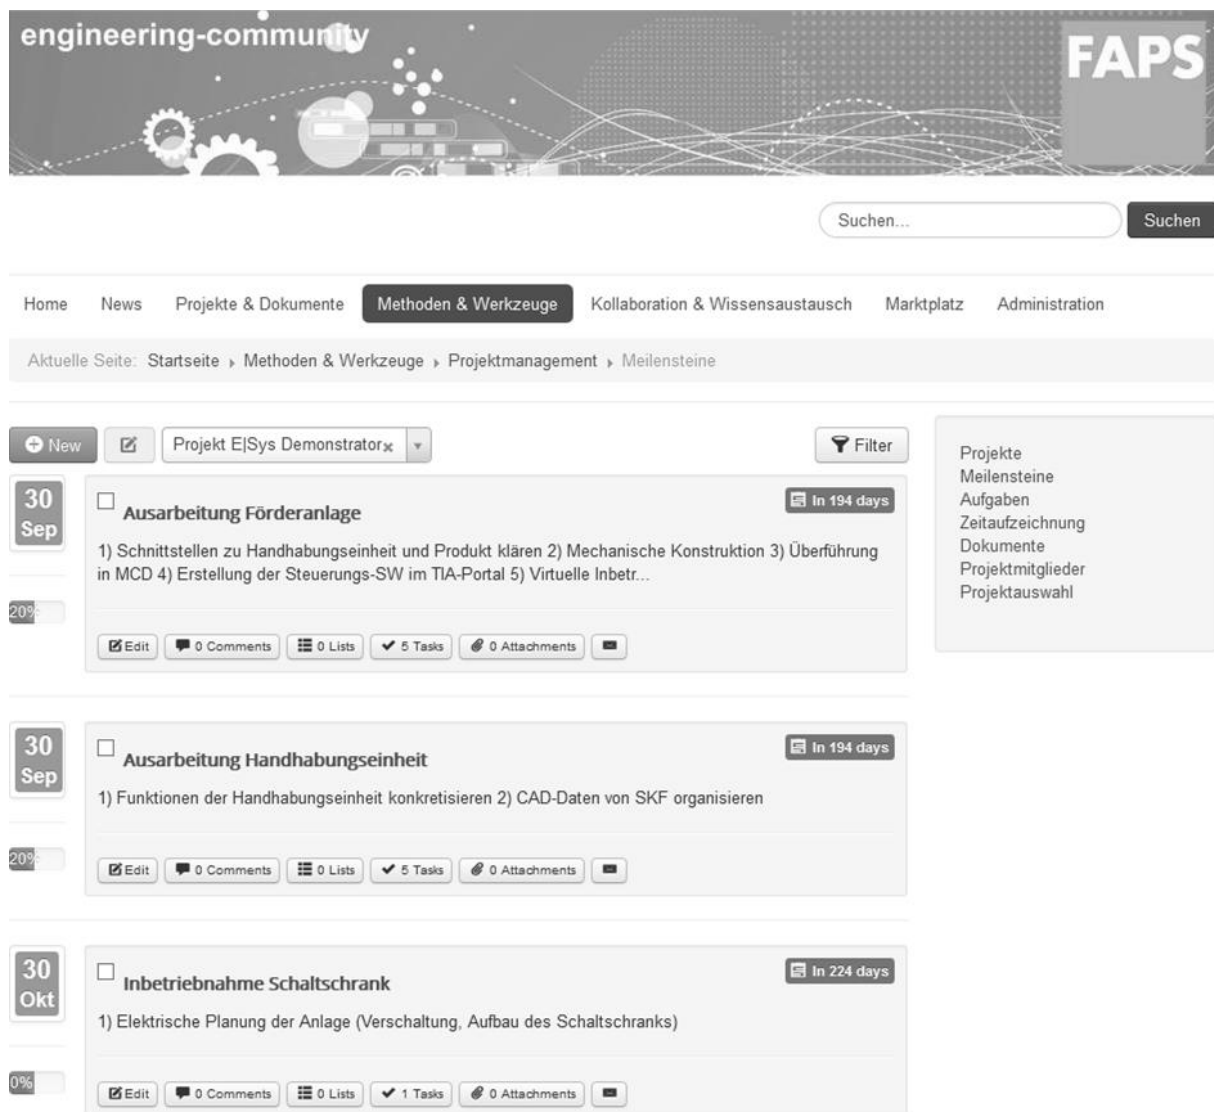 engineering-community
FAPS
Suchen... Suchen
Home News Projekte & Dokumente Methoden & Werkzeuge Kollaboration & Wissensaustausch Marktplatz Administration
Aktuelle Seite: Startseite Methoden & Werkzeuge Projektmanagement Meilensteine
New Projekt E|Sys Demonstrator Filter
30
Sep
Ausarbeitung Förderanlage In 194 days
1) Schnittstellen zu Handhabungseinheit und Produkt klären 2) Mechanische Konstruktion 3) Überführung
in MCD 4) Erstellung der Steuerungs-SW im TIA-Portal 5) Virtuelle Inbetr...
20%
Edit 0 Comments 0 Lists 5 Tasks 0 Attachments
Projekte
Meilensteine
Aufgaben
Zeitaufzeichnung
Dokumente
Projektmitglieder
Projektauswahl
30
Sep
Ausarbeitung Handhabungseinheit In 194 days
1) Funktionen der Handhabungseinheit konkretisieren 2) CAD-Daten von SKF organisieren
20%
Edit 0 Comments 0 Lists 5 Tasks 0 Attachments
30
Okt
Inbetriebnahme Schaltschrank In 224 days
1) Elektrische Planung der Anlage (Verschaltung, Aufbau des Schaltschranks)
0%
Edit 0 Comments 0 Lists 1 Tasks 0 Attachments